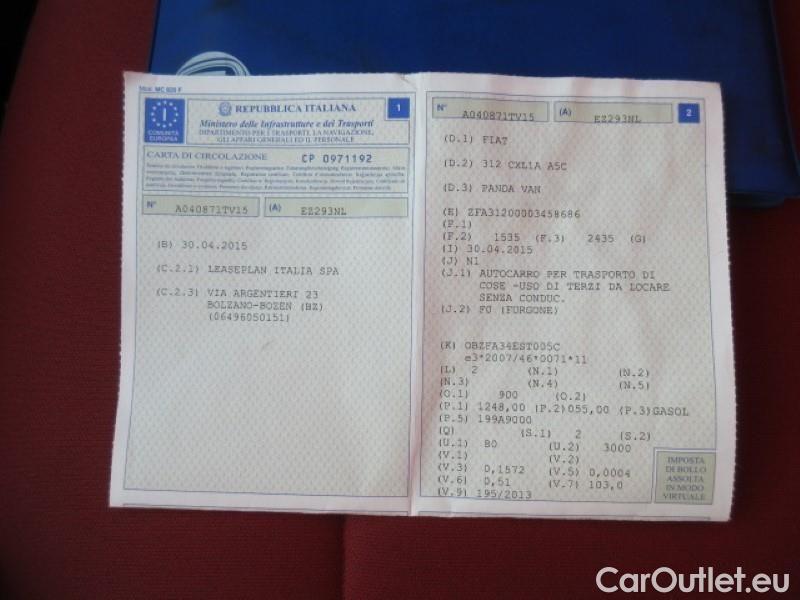 Mod. MC 820 F
I
COMUNITÀ
EUROPEA
REPUBBLICA ITALIANA
1
Ministero delle Infrastrutture e dei Trasporti
DIPARTIMENTO PER I TRASPORTI, LA NAVIGAZIONE,
GLI AFFARI GENERALI ED IL PERSONALE
CARTA DI CIRCOLAZIONE CP 0971192
N° A040871TV15 (A) EZ293NL
(B) 30.04.2015
(C.2.1) LEASEPLAN ITALIA SPA
(C.2.3) VIA ARGENTIERI 23
BOLZANO-BOZEN (BZ)
(06496050151)
N° A040871TV15 (A) EZ293NL 2
(D.1) FIAT
(D.2) 312 CXL1A A5C
(D.3) PANDA VAN
(E) ZFA31200003458686
(F.1)
(F.2) 1535 (F.3) 2435 (G)
(I) 30.04.2015
(J) N1
(J.1) AUTOCARRO PER TRASPORTO DI
COSE -USO DI TERZI DA LOCARE
SENZA CONDUC.
(J.2) F0 (FURGONE)
(K) OBZFA34EST005C
e3*2007/46*0071*11
(L) 2 (N.1) (N.2)
(N.3) (N.4) (N.5)
(O.1) 900 (O.2)
(P.1) 1248,00 (P.2)055,00 (P.3)GASOL
(P.5) 199A9000
(Q) (S.1) 2 (S.2)
(U.1) 80 (U.2) 3000
(V.1) (V.2)
(V.3) 0,1572 (V.5) 0,0004
(V.6) 0,51 (V.7) 103,0
(V.9) 195/2013
IMPOSTA
DI BOLLO
ASSOLTA
IN MODO
VIRTUALE
CarOutlet.eu